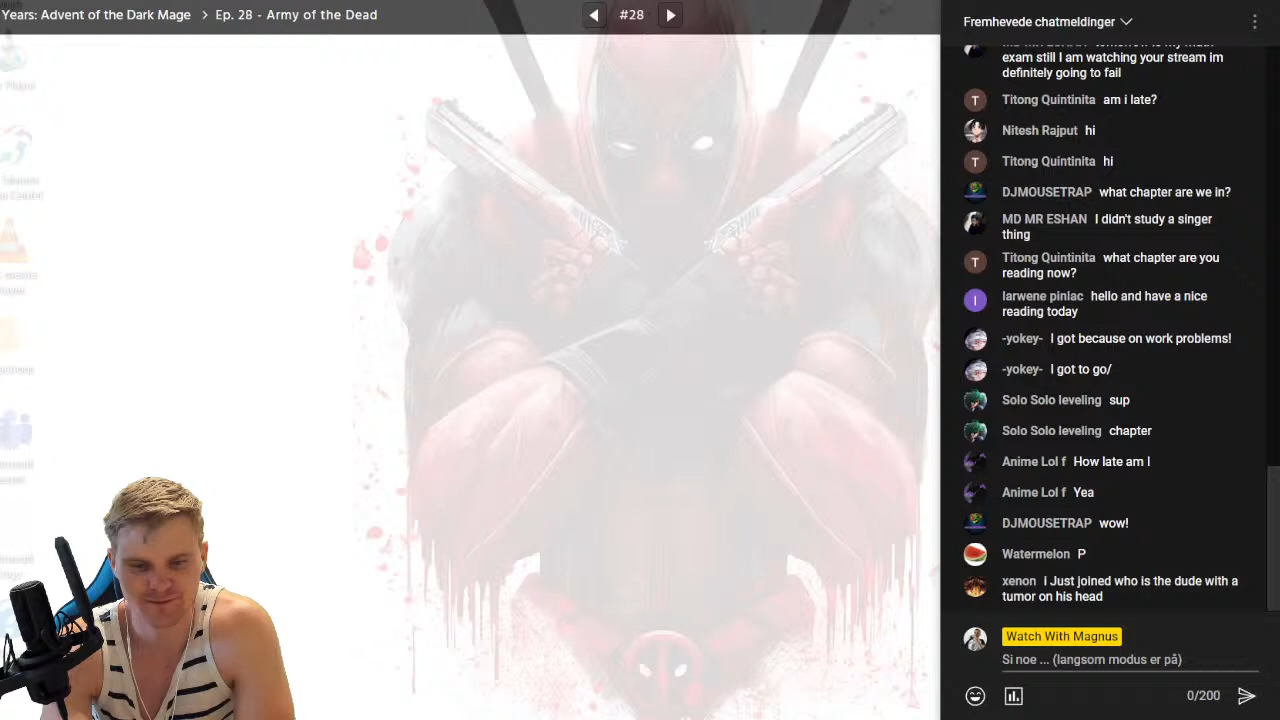 Years: Advent of the Dark Mage > Ep. 28 - Army of the Dead
#28
Fremhevede chatmeldinger
exam still I am watching your stream im
definitely going to fail
Titong Quintinita am i late?
Nitesh Rajput hi
Titong Quintinita hi
DJMOUSETRAP what chapter are we in?
MD MR ESHAN I didn't study a singer
thing
Titong Quintinita what chapter are you
reading now?
larwene pinlac hello and have a nice
reading today
-yokey- I got because on work problems!
-yokey- I got to go/
Solo Solo leveling sup
Solo Solo leveling chapter
Anime Lol f How late am I
Anime Lol f Yea
DJMOUSETRAP wow!
Watermelon P
xenon i Just joined who is the dude with a
tumor on his head
Watch With Magnus
Si noe ... (langsom modus er på)
0/200